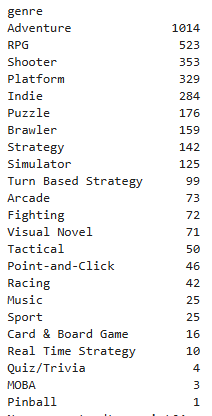 genre
Adventure 1014
RPG 523
Shooter 353
Platform 329
Indie 284
Puzzle 176
Brawler 159
Strategy 142
Simulator 125
Turn Based Strategy 99
Arcade 73
Fighting 72
Visual Novel 71
Tactical 50
Point-and-Click 46
Racing 42
Music 25
Sport 25
Card & Board Game 16
Real Time Strategy 10
Quiz/Trivia 4
MOBA 3
Pinball 1